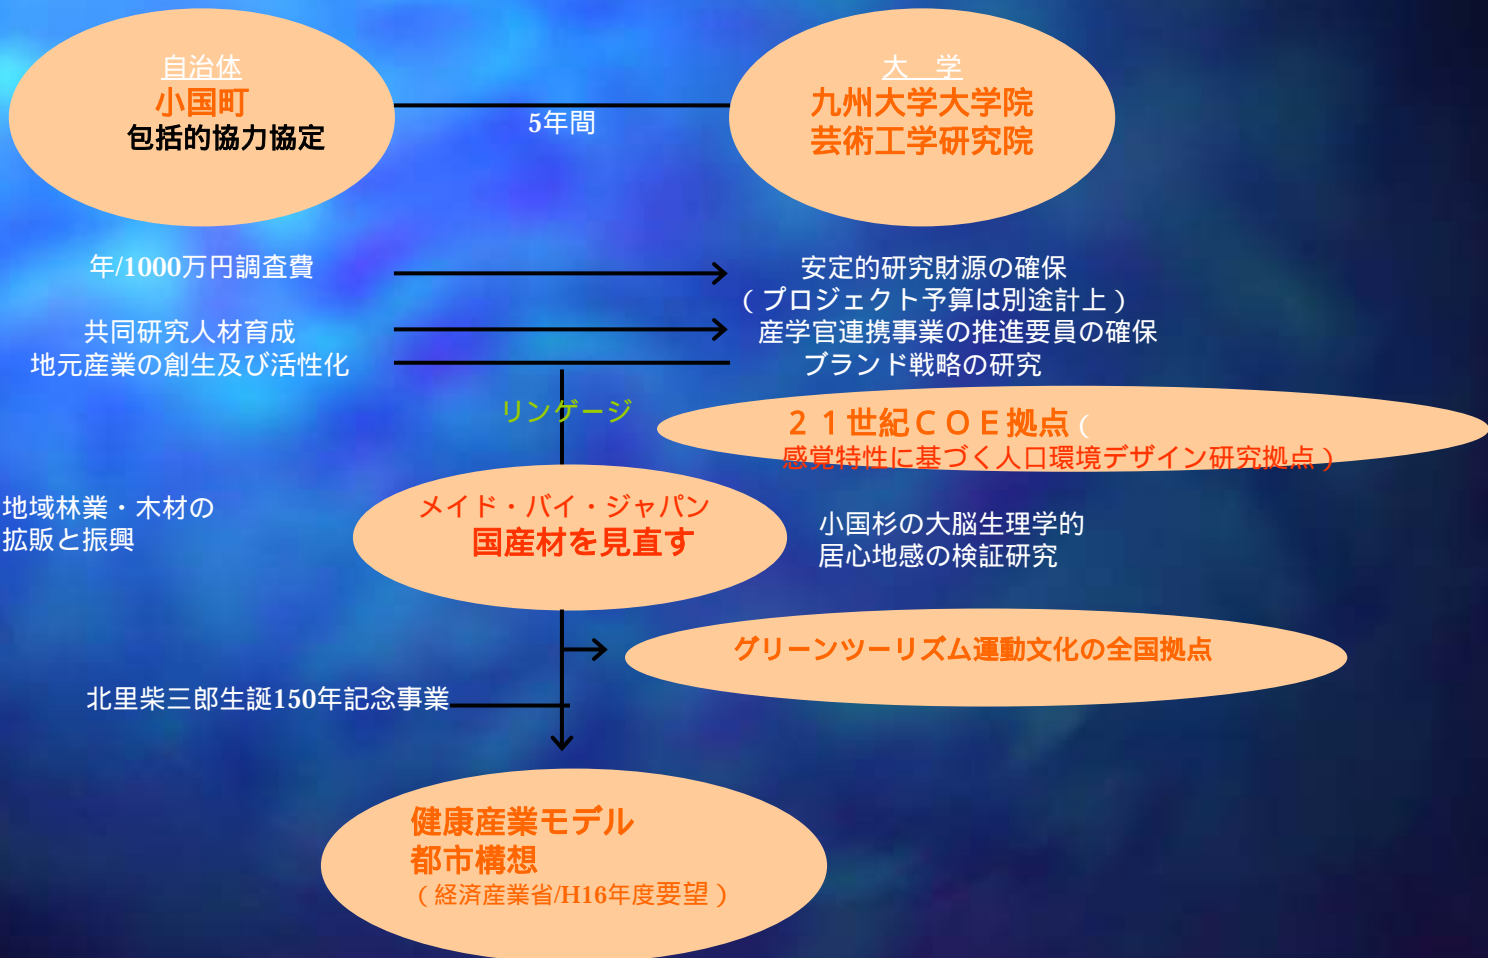 自治体
小国町
包括的協力協定
5年間
大　学
九州大学大学院
芸術工学研究院
年/1000万円調査費
安定的研究財源の確保
（プロジェクト予算は別途計上）
共同研究人材育成
産学官連携事業の推進要員の確保
地元産業の創生及び活性化
ブランド戦略の研究
リンゲージ
２１世紀ＣＯＥ拠点（
感覚特性に基づく人口環境デザイン研究拠点）
地域林業・木材の
拡販と振興
メイド・バイ・ジャパン
国産材を見直す
小国杉の大脳生理学的
居心地感の検証研究
グリーンツーリズム運動文化の全国拠点
北里柴三郎生誕150年記念事業
健康産業モデル
都市構想
（経済産業省/H16年度要望）